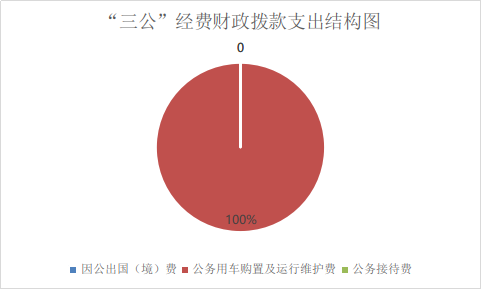 “三公”经费财政拨款支出结构图
0
100%
因公出国（境）费 公务用车购置及运行维护费 公务接待费